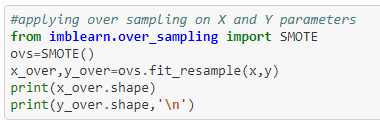 #applying over sampling on X and Y parameters
from imblearn.over_sampling import SMOTE
ovs=SMOTE()
x_over,y_over=ovs.fit_resample(x,y)
print(x_over.shape)
print(y_over.shape,'\n')